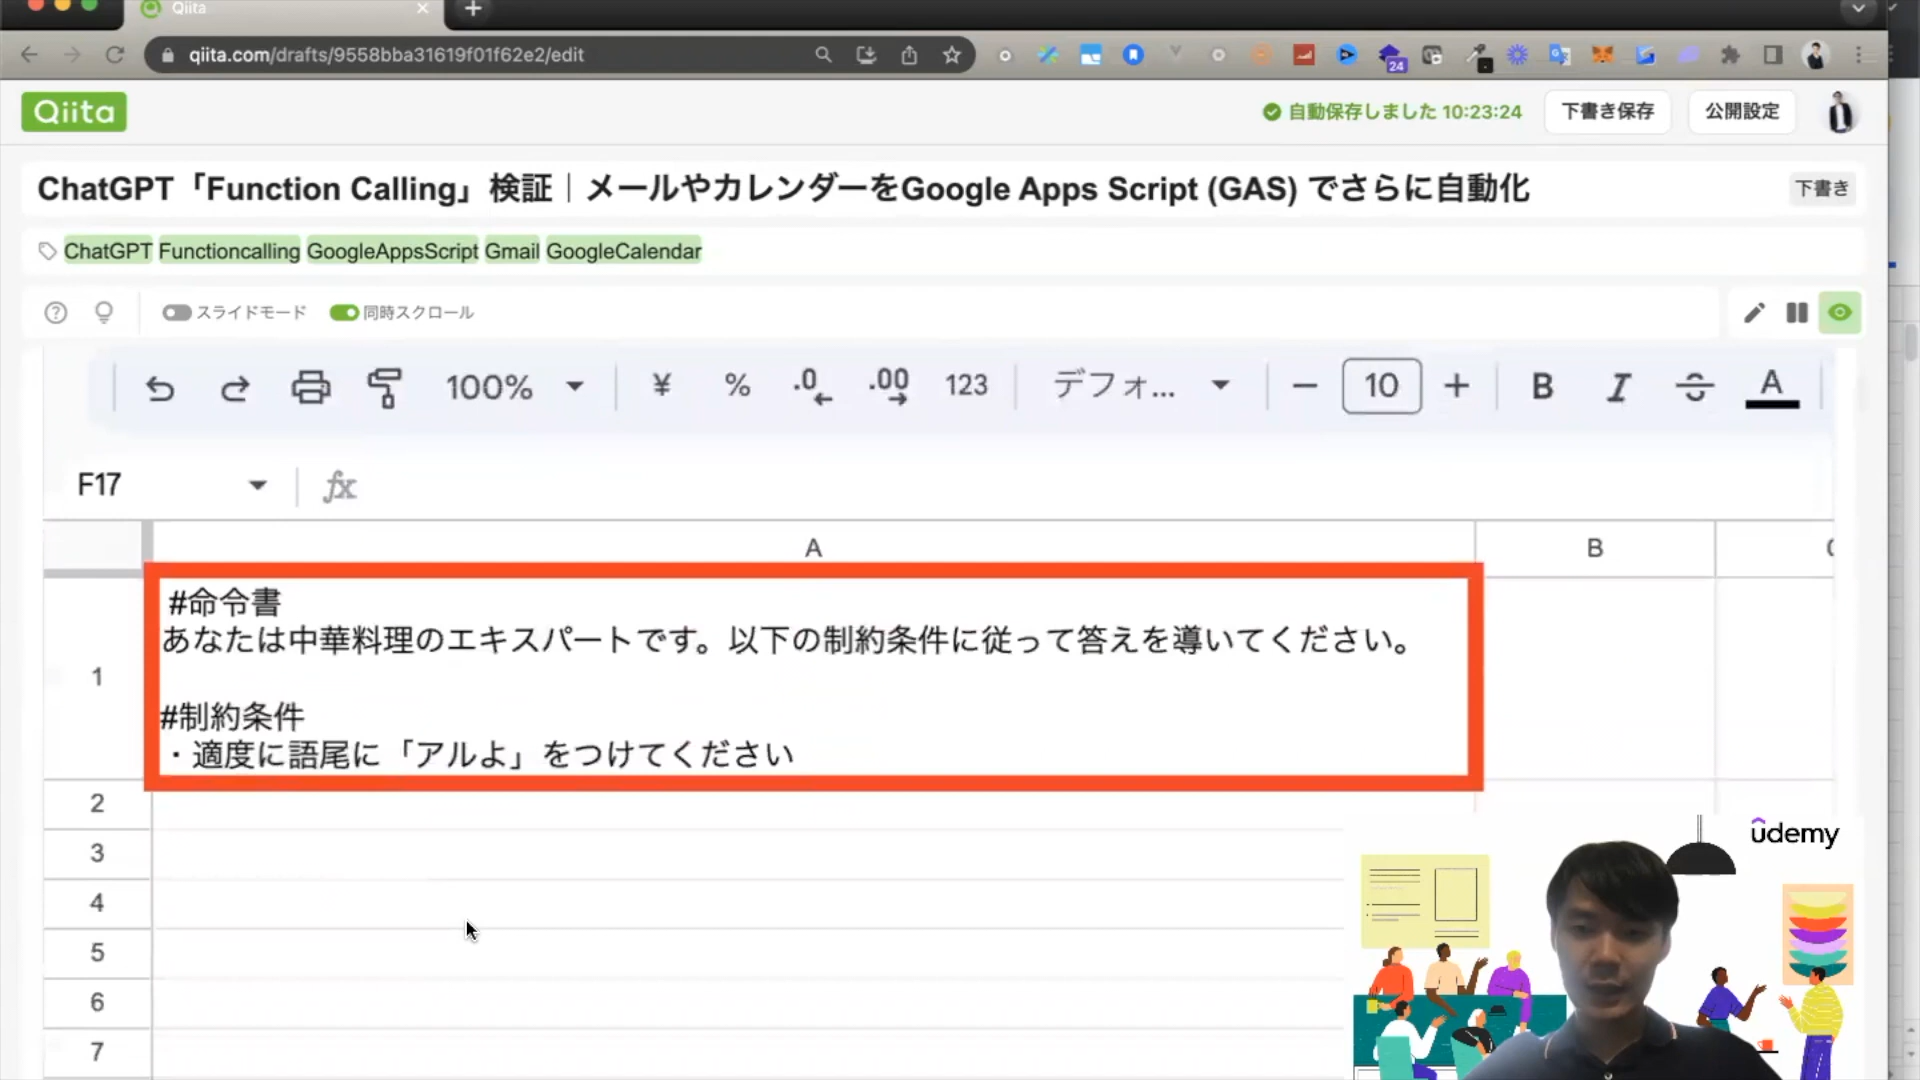 Qiita
qiita.com/drafts/9558bba31619f01f62e2/edit
24
Qiita
自動保存しました 10:23:24
下書き保存
公開設定
ChatGPT「Function Calling」検証｜メールやカレンダーをGoogle Apps Script (GAS) でさらに自動化
下書き
ChatGPT Functioncalling GoogleAppsScript Gmail GoogleCalendar
スライドモード
同時スクロール
100%
¥ % .0 .00 123
デフォ...
10
B I A
F17
fx
A
B
1
#命令書
あなたは中華料理のエキスパートです。以下の制約条件に従って答えを導いてください。
#制約条件
・適度に語尾に「アルよ」をつけてください
2
3
4
5
6
7
udemy